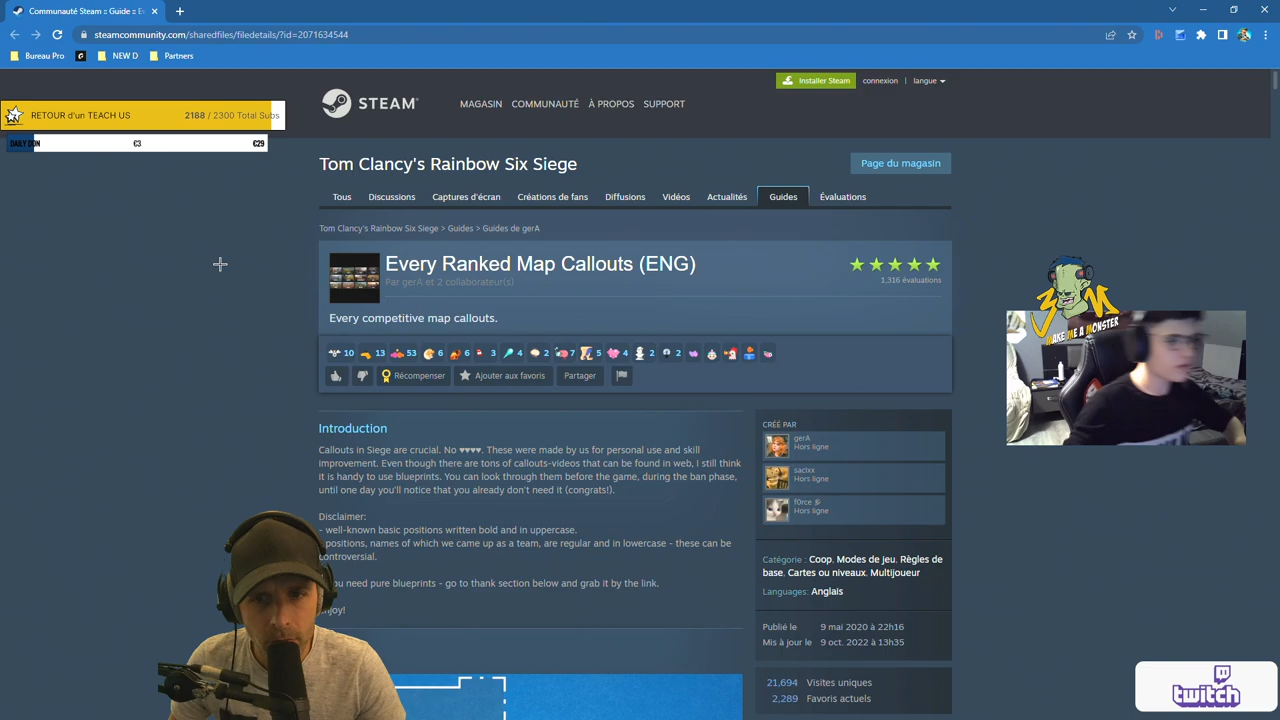 Communauté Steam :: Guide :: E
steamcommunity.com/sharedfiles/filedetails/?id=2071634544
Bureau Pro
NEW D
Partners
Installer Steam
connexion | langue
STEAM
MAGASIN COMMUNAUTÉ À PROPOS SUPPORT
RETOUR d'un TEACH US 2188 / 2300 Total Subs
DAILY DON €3 €29
Tom Clancy's Rainbow Six Siege
Page du magasin
Tous Discussions Captures d'écran Créations de fans Diffusions Vidéos Actualités Guides Évaluations
Tom Clancy's Rainbow Six Siege > Guides > Guides de gerA
Every Ranked Map Callouts (ENG)
Par gerA et 2 collaborateur(s)
1,316 évaluations
Every competitive map callouts.
10 13 53 6 6 3 4 2 7 5 4 2 2
Récompenser Ajouter aux favoris Partager
MAKE ME A MONSTER
Introduction
Callouts in Siege are crucial. No ♥♥♥♥. These were made by us for personal use and skill
improvement. Even though there are tons of callouts-videos that can be found in web, I still think
it is handy to use blueprints. You can look through them before the game, during the ban phase,
until one day you'll notice that you already don't need it (congrats!).
Disclaimer:
- well-known basic positions written bold and in uppercase.
positions, names of which we came up as a team, are regular and in lowercase - these can be
controversial.
you need pure blueprints - go to thank section below and grab it by the link.
njoy!
CRÉÉ PAR
gerA
Hors ligne
saclxx
Hors ligne
f0rce
Hors ligne
Catégorie : Coop, Modes de jeu, Règles de
base, Cartes ou niveaux, Multijoueur
Languages: Anglais
Publié le 9 mai 2020 à 22h16
Mis à jour le 9 oct. 2022 à 13h35
21,694 Visites uniques
2,289 Favoris actuels
twitch